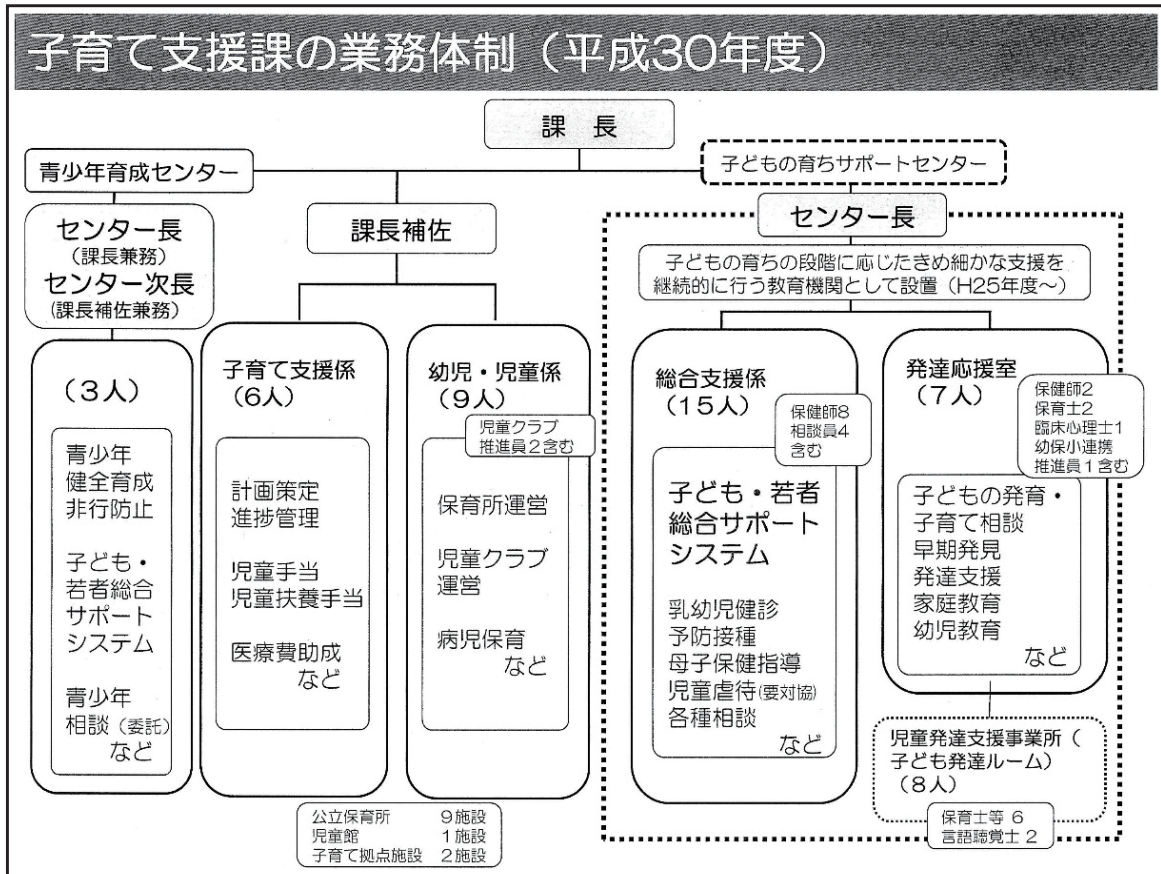 子育て支援課の業務体制（平成30年度）
課 長
青少年育成センター
子どもの育ちサポートセンター
センター長
(課長兼務)
センター次長
(課長補佐兼務)
課長補佐
センター長
子どもの育ちの段階に応じたきめ細かな支援を
継続的に行う教育機関として設置（H25年度～）
（3人）
青少年
健全育成
非行防止
子ども・
若者総合
サポート
システム
青少年
相談（委託）
など
子育て支援係
（6人）
計画策定
進捗管理
児童手当
児童扶養手当
医療費助成
など
幼児・児童係
（9人）
児童クラブ
推進員2含む
保育所運営
児童クラブ
運営
病児保育
など
公立保育所 9施設
児童館 1施設
子育て拠点施設 2施設
総合支援係
（15人）
保健師8
相談員4
含む
子ども・若者
総合サポート
システム
乳幼児健診
予防接種
母子保健指導
児童虐待(要対協)
各種相談
など
発達応援室
（7人）
保健師2
保育士2
臨床心理士1
幼保小連携
推進員1含む
子どもの発育・
子育て相談
早期発見
発達支援
家庭教育
幼児教育
など
児童発達支援事業所（
子ども発達ルーム）
（8人）
保育士等 6
言語聴覚士 2